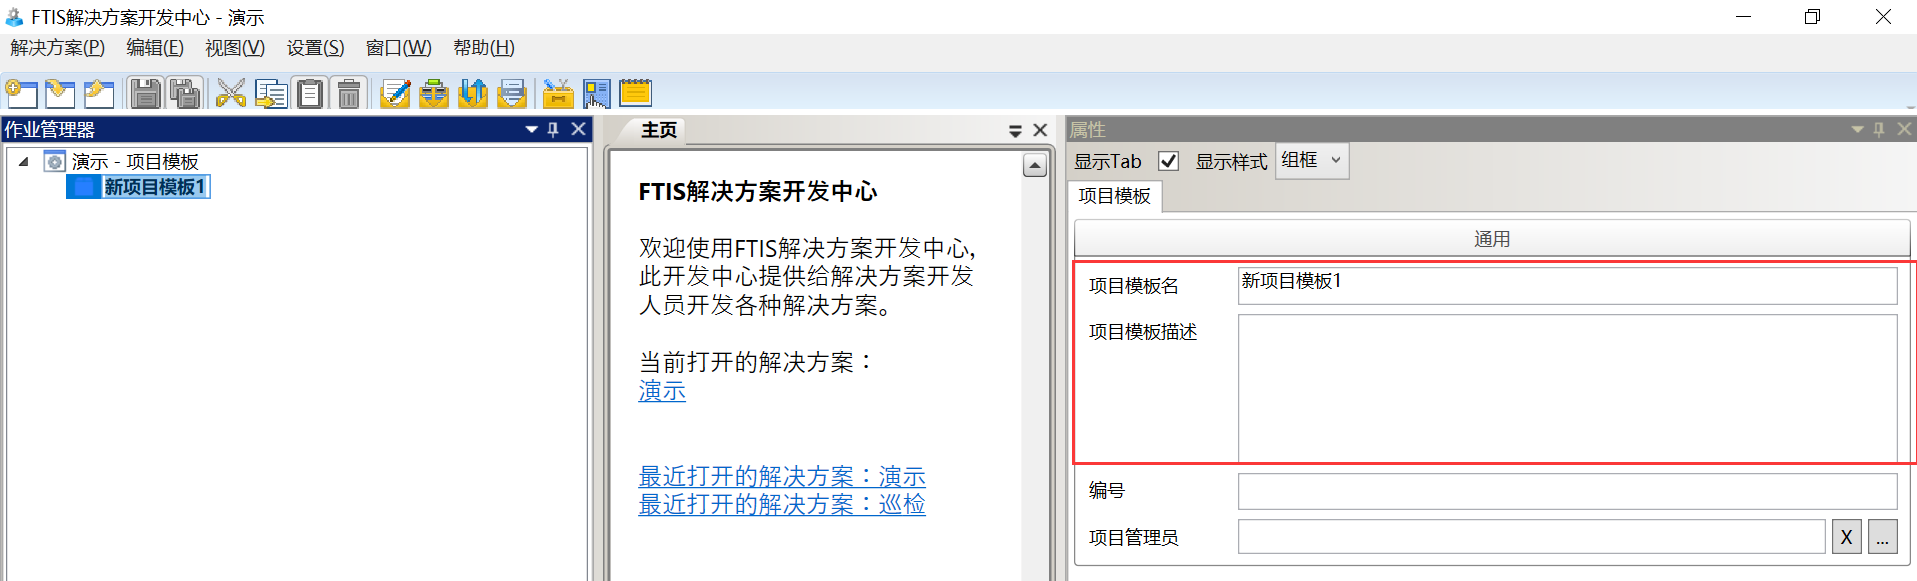 FTIS解决方案开发中心 - 演示
解决方案(P) 编辑(E) 视图(V) 设置(S) 窗口(W) 帮助(H)
作业管理器
演示 - 项目模板
新项目模板1
主页
FTIS解决方案开发中心
欢迎使用FTIS解决方案开发中心,
此开发中心提供给解决方案开发
人员开发各种解决方案。
当前打开的解决方案：
演示
最近打开的解决方案：演示
最近打开的解决方案：巡检
属性
显示Tab 显示样式 组框
项目模板
通用
项目模板名 新项目模板1
项目模板描述
编号
项目管理员 X ...